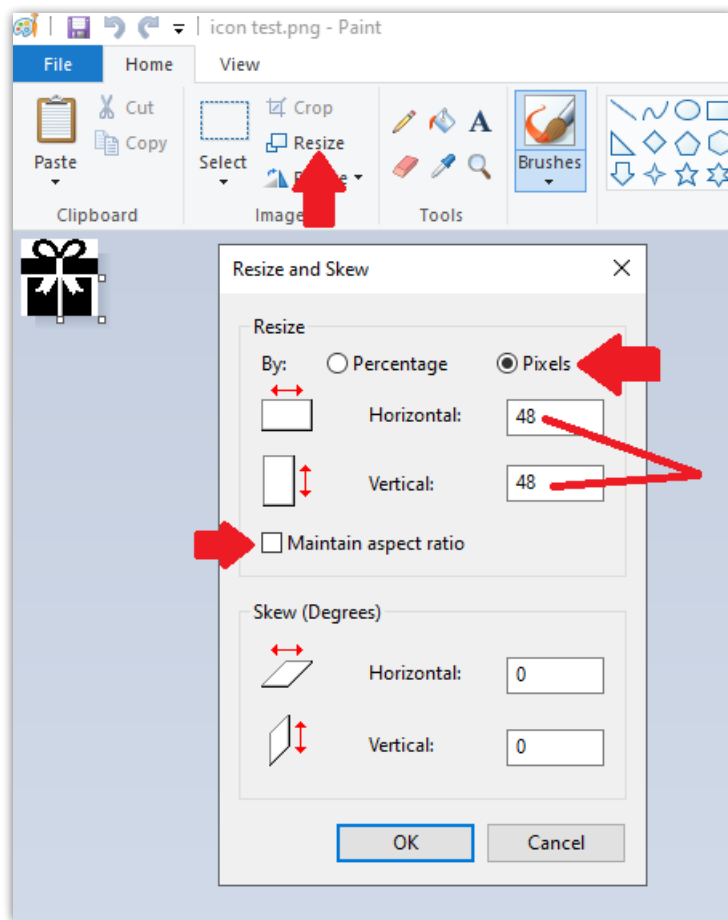 icon test.png - Paint
File Home View
Cut
Copy
Paste
Clipboard
Select
Crop
Resize
Image
A
Tools
Brushes
Resize and Skew
Resize
By: Percentage Pixels
Horizontal: 48
Vertical: 48
Maintain aspect ratio
Skew (Degrees)
Horizontal: 0
Vertical: 0
OK Cancel